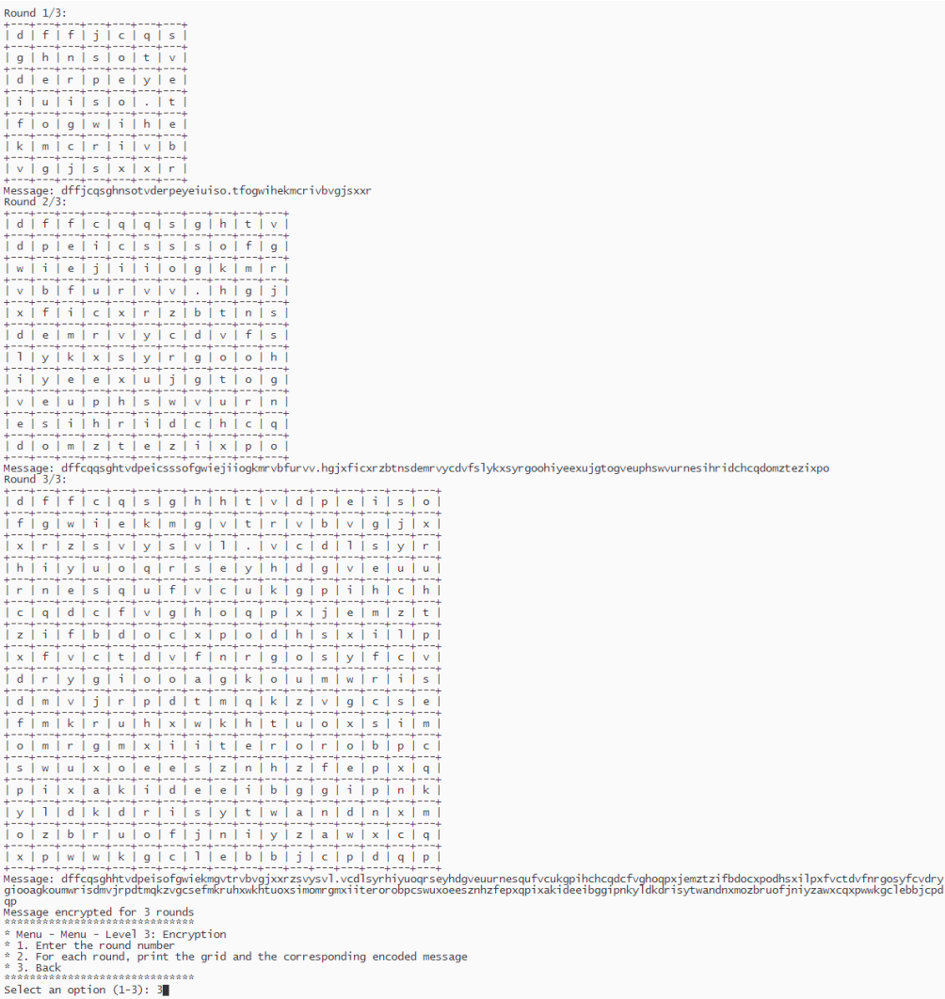 Round 1/3:
| d | f | f | j | c | q | s |
| g | h | n | s | o | t | v |
| d | e | r | p | e | y | e |
| i | u | i | s | o | . | t |
| f | o | g | w | i | h | e |
| k | m | c | r | i | v | b |
| v | g | j | s | x | x | r |
Message: dffjcqsghnsotvderpeyeiuiso.tfogwihekmcrivbvgjsxxr
Round 2/3:
| d | f | f | c | q | q | s | g | h | t | v |
| d | p | e | i | c | s | s | s | o | f | g |
| w | i | e | j | i | i | o | g | k | m | r |
| v | b | f | u | r | v | v | . | h | g | j |
| x | f | i | c | x | r | z | b | t | n | s |
| d | e | m | r | v | y | c | d | v | f | s |
| l | y | k | x | s | y | r | g | o | o | h |
| i | y | e | e | x | u | j | g | t | o | g |
| v | e | u | p | h | s | w | v | u | r | n |
| e | s | i | h | r | i | d | c | h | c | q |
| d | o | m | z | t | e | z | i | x | p | o |
Message: dffcqqsghtvdpeicsssofgwiejiiogkmrvbfurvv.hgjxficxrzbtnsdemrvycdvfslykxsyrgoohiyeexujgtogveuphswvurnesihridchcqdomztezixpo
Round 3/3:
| d | f | f | c | q | s | g | h | h | t | v | d | p | e | i | s | o |
| f | g | w | i | e | k | m | g | v | t | r | v | b | v | g | j | x |
| x | r | z | s | v | y | s | v | l | . | v | c | d | l | s | y | r |
| h | i | y | u | o | q | r | s | e | y | h | d | g | v | e | u | u |
| r | n | e | s | q | u | f | v | c | u | k | g | p | i | h | c | h |
| c | q | d | c | f | v | g | h | o | q | p | x | j | e | m | z | t |
| z | i | f | b | d | o | c | x | p | o | d | h | s | x | i | l | p |
| x | f | v | c | t | d | v | f | n | r | g | o | s | y | f | c | v |
| d | r | y | g | i | o | o | a | g | k | o | u | m | w | r | i | s |
| d | m | v | j | r | p | d | t | m | q | k | z | v | g | c | s | e |
| f | m | k | r | u | h | x | w | k | h | t | u | o | x | s | i | m |
| o | m | r | g | m | x | i | i | t | e | r | o | r | o | b | p | c |
| s | w | u | x | o | e | e | s | z | n | h | z | f | e | p | x | q |
| p | i | x | a | k | i | d | e | e | i | b | g | g | i | p | n | k |
| y | l | d | k | d | r | i | s | y | t | w | a | n | d | n | x | m |
| o | z | b | r | u | o | f | j | n | i | y | z | a | w | x | c | q |
| x | p | w | w | k | g | c | l | e | b | b | j | c | p | d | q | p |
Message: dffcqsghhtvdpeisofgwiekmgvtrvbvgjxxrzsvysvl.vcdlsyrhiyuoqrseyhdgveuurnesqufvcukgpihchcqdcfvghoqpxjemztzifbdocxpodhsxilpxfvctdvfnrgosyfcvdry
giooagkoumwrisdmvjrpdtmqkzvgcsefmkruhxwkhtuoxsimomrgmxiiterorobpcswuxoeesznhzfepxqpixakideeibggipnkyldkdrisytwandnxmozbruofjniyzawxcqxpwwkgclebbjcpd
qp
Message encrypted for 3 rounds
******************************
* Menu - Menu - Level 3: Encryption
* 1. Enter the round number
* 2. For each round, print the grid and the corresponding encoded message
* 3. Back
******************************
Select an option (1-3): 3